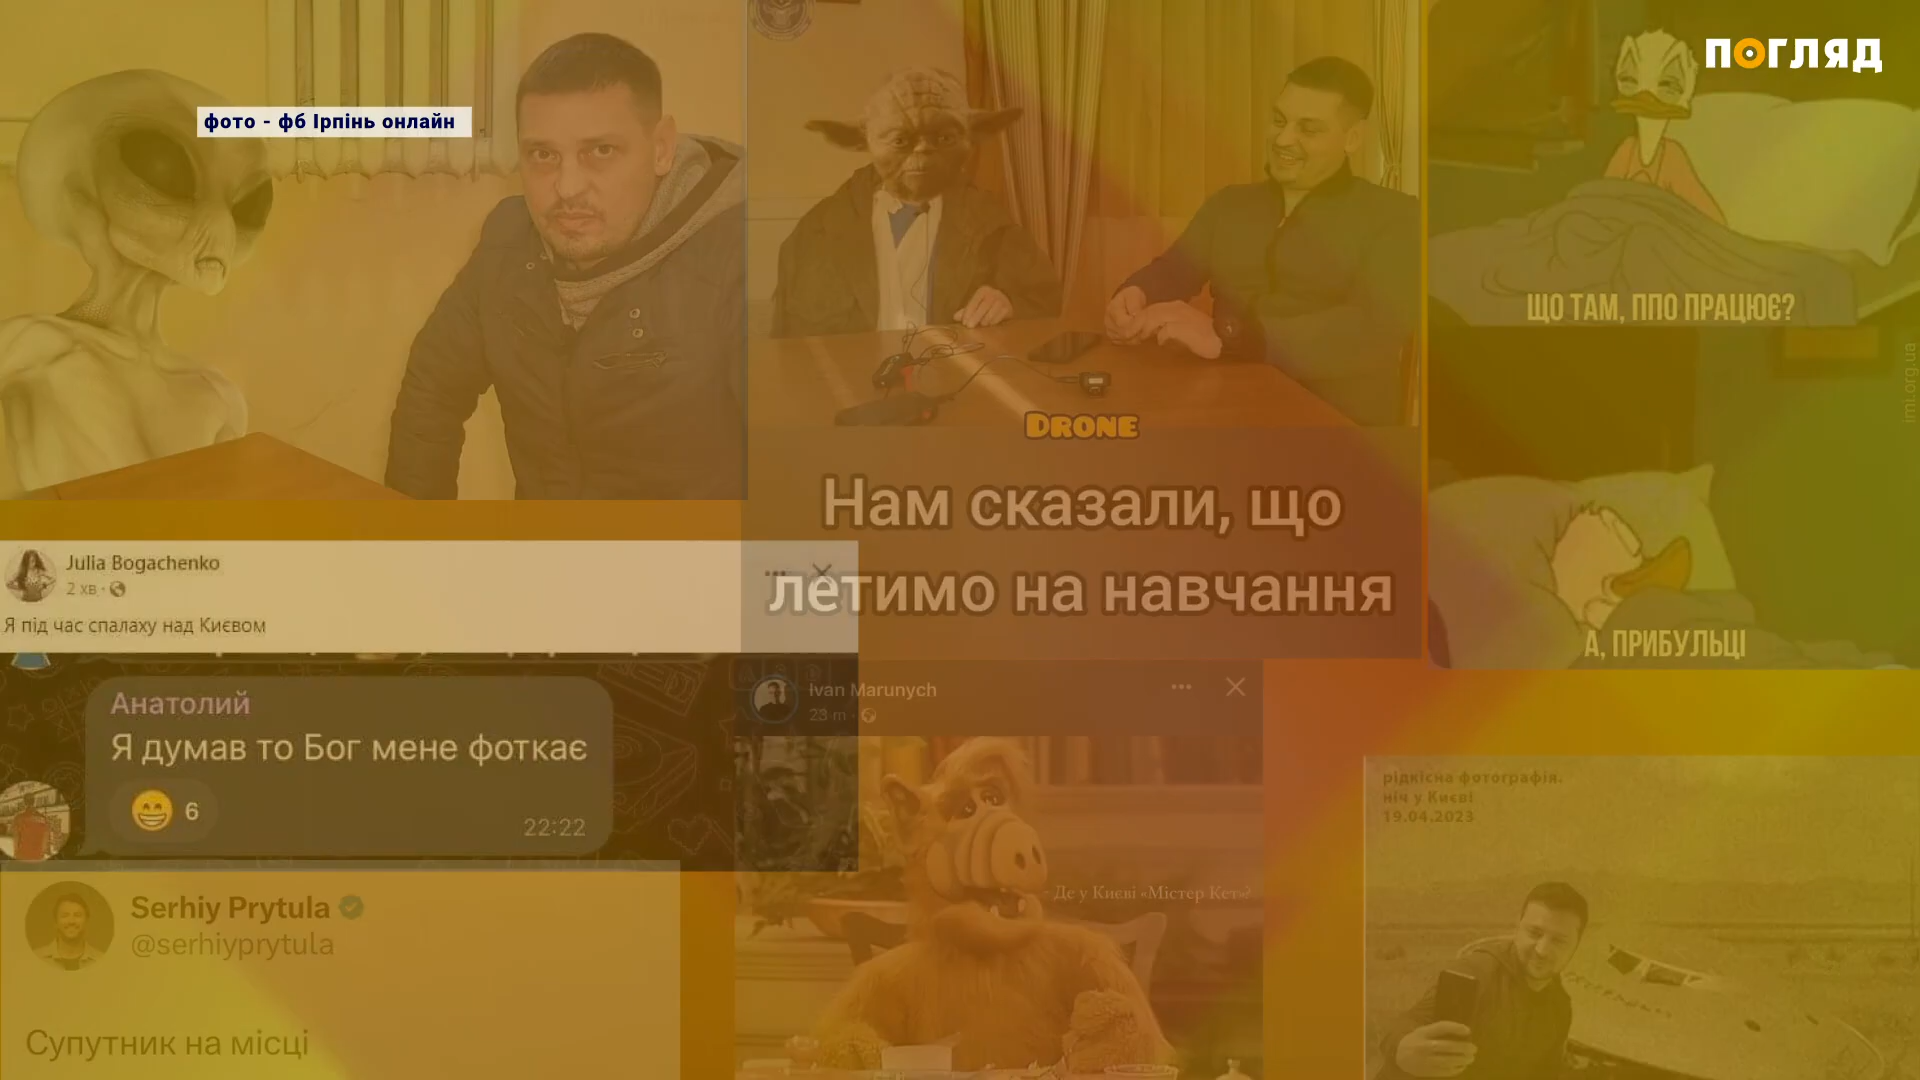 ПОГЛЯД
фото - фб Ірпінь онлайн
ЩО ТАМ, ППО ПРАЦЮЄ?
imi.org.ua
DRONE
Нам сказали, що
летимо на навчання
А, ПРИБУЛЬЦІ
Julia Bogachenko
2 хв ·
Я під час спалаху над Києвом
Анатолий
Я думав то Бог мене фоткає
6
22:22
Ivan Marunych
23 m ·
Де у Києві «Містер Кет»?
рідкісна фотографія.
ніч у Києві
19.04.2023
Serhiy Prytula
@serhiyprytula
Супутник на місці